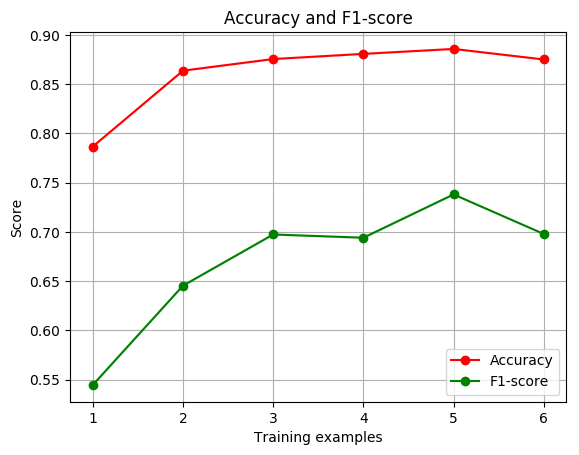 Accuracy and F1-score
0.90
0.85
0.80
0.75
0.70
0.65
0.60
0.55
Score
1 2 3 4 5 6
Training examples
Accuracy
F1-score